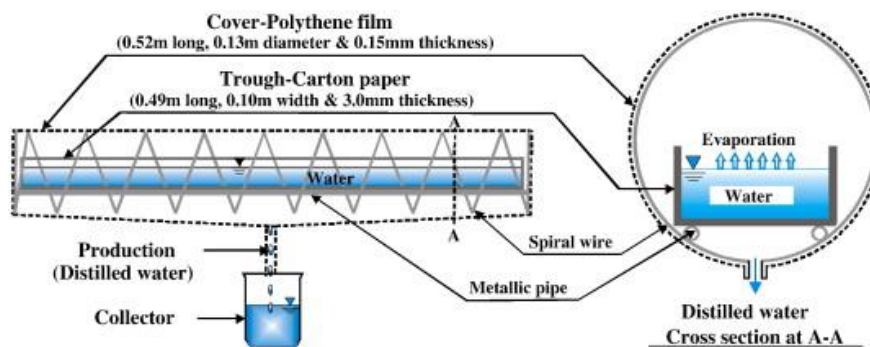 Cover-Polythene film
(0.52m long, 0.13m diameter & 0.15mm thickness)
Trough-Carton paper
(0.49m long, 0.10m width & 3.0mm thickness)
A
Water
A
Production
(Distilled water)
Collector
Spiral wire
Metallic pipe
Evaporation
Water
Distilled water
Cross section at A-A